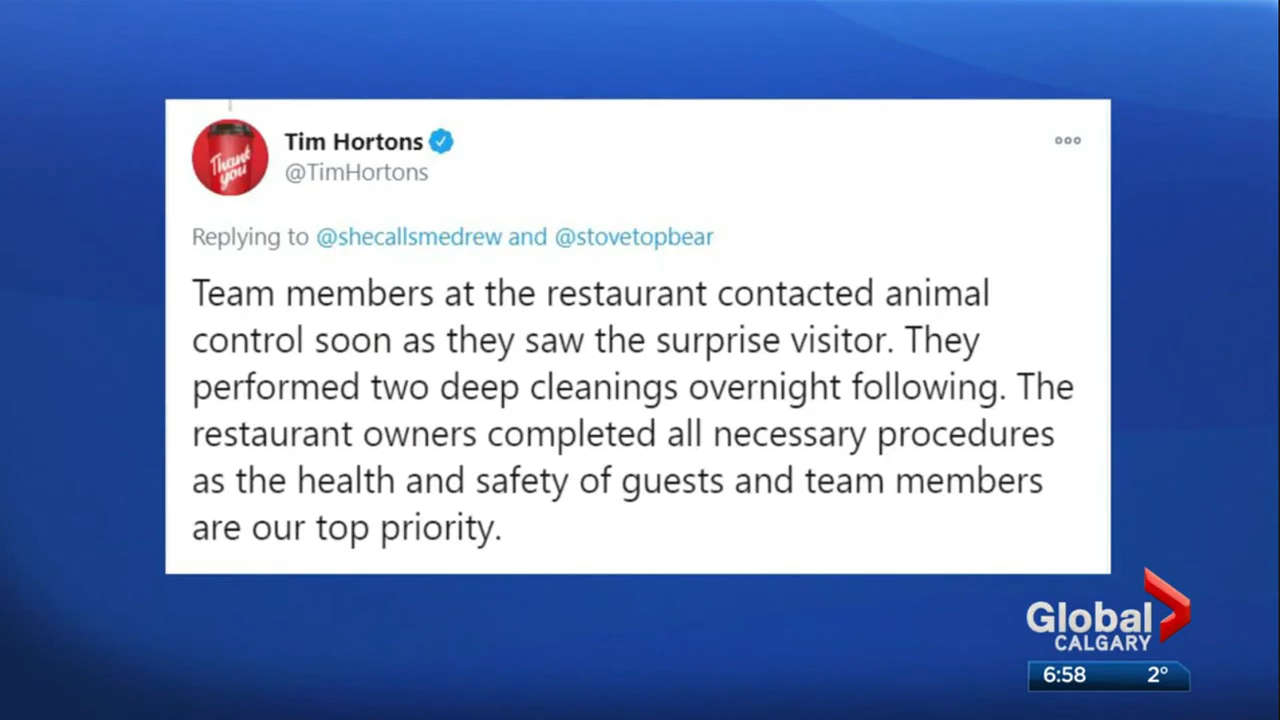 Thank
you
Tim Hortons
@TimHortons
Replying to @shecallsmedrew and @stovetopbear
Team members at the restaurant contacted animal
control soon as they saw the surprise visitor. They
performed two deep cleanings overnight following. The
restaurant owners completed all necessary procedures
as the health and safety of guests and team members
are our top priority.
Global
CALGARY
6:58 2°